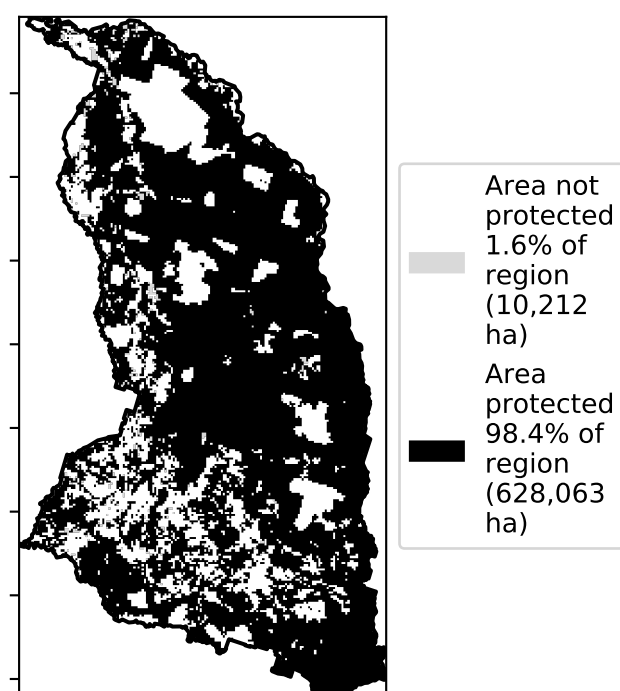 Area not
protected
1.6% of
region
(10,212
ha)
Area
protected
98.4% of
region
(628,063
ha)